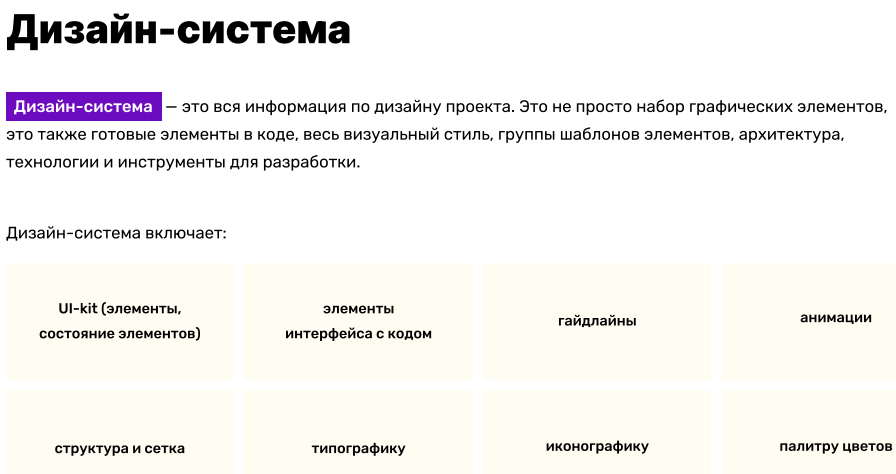 Дизайн-система
Дизайн-система — это вся информация по дизайну проекта. Это не просто набор графических элементов,
это также готовые элементы в коде, весь визуальный стиль, группы шаблонов элементов, архитектура,
технологии и инструменты для разработки.
Дизайн-система включает:
UI-kit (элементы,
состояние элементов)
элементы
интерфейса с кодом
гайдлайны
анимации
структура и сетка
типографику
иконографику
палитру цветов